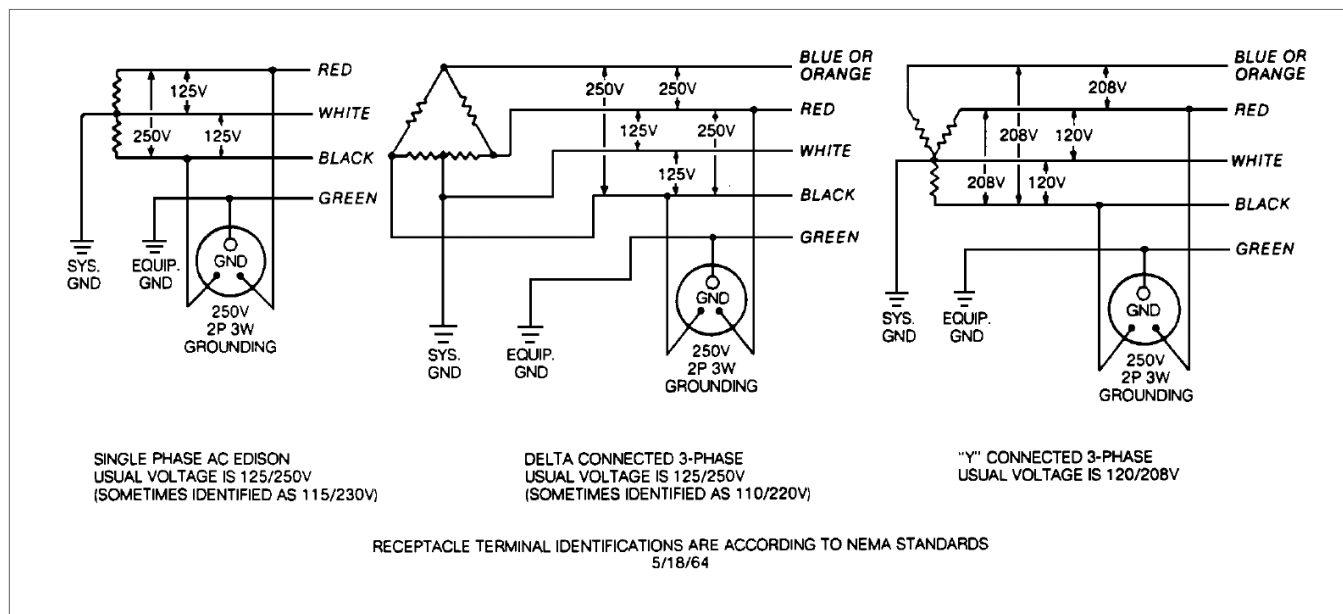 RED
125V
WHITE
250V
125V
BLACK
GREEN
GND
SYS.
GND
EQUIP.
GND
250V
2P 3W
GROUNDING
SINGLE PHASE AC EDISON
USUAL VOLTAGE IS 125/250V
(SOMETIMES IDENTIFIED AS 115/230V)
BLUE OR
ORANGE
250V
250V
RED
125V
250V
WHITE
125V
BLACK
GREEN
GND
SYS.
GND
EQUIP.
GND
250V
2P 3W
GROUNDING
DELTA CONNECTED 3-PHASE
USUAL VOLTAGE IS 125/250V
(SOMETIMES IDENTIFIED AS 110/220V)
BLUE OR
ORANGE
208V
RED
208V
120V
WHITE
208V
120V
BLACK
GREEN
GND
SYS.
GND
EQUIP.
GND
250V
2P 3W
GROUNDING
"Y" CONNECTED 3-PHASE
USUAL VOLTAGE IS 120/208V
RECEPTACLE TERMINAL IDENTIFICATIONS ARE ACCORDING TO NEMA STANDARDS
5/18/64